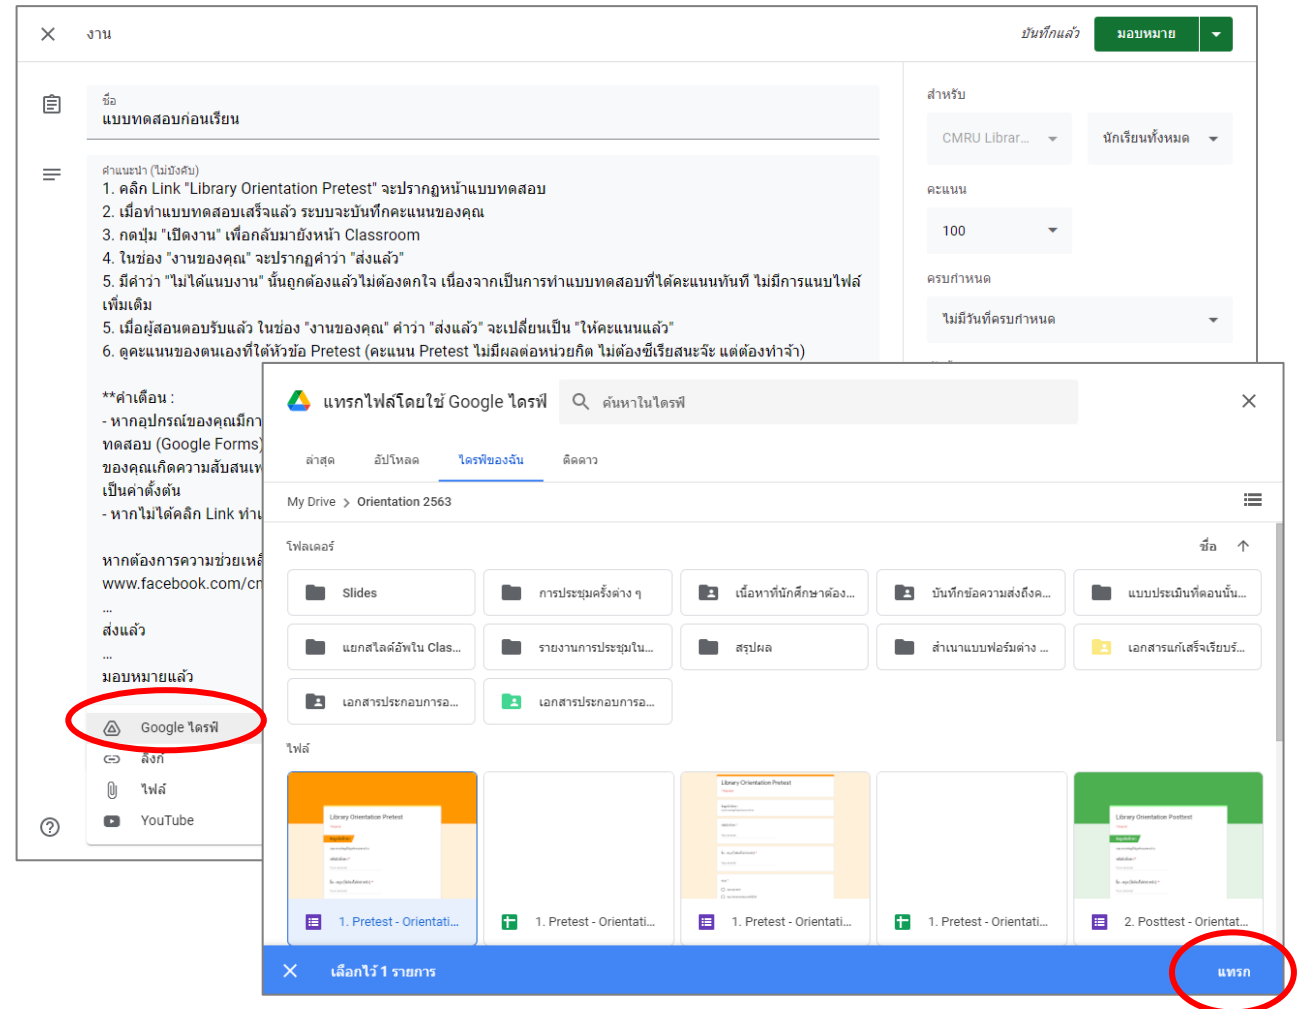 งาน
บันทึกแล้ว
มอบหมาย
ชื่อ
แบบทดสอบก่อนเรียน
คำแนะนำ (ไม่บังคับ)
1. คลิก Link "Library Orientation Pretest" จะปรากฏหน้าแบบทดสอบ
2. เมื่อทำแบบทดสอบเสร็จแล้ว ระบบจะบันทึกคะแนนของคุณ
3. กดปุ่ม "เปิดงาน" เพื่อกลับมายังหน้า Classroom
4. ในช่อง "งานของคุณ" จะปรากฏคำว่า "ส่งแล้ว"
5. มีคำว่า "ไม่ได้แนบงาน" นั้นถูกต้องแล้วไม่ต้องตกใจ เนื่องจากเป็นการทำแบบทดสอบที่ได้คะแนนทันที ไม่มีการแนบไฟล์
เพิ่มเติม
5. เมื่อผู้สอนตอบรับแล้ว ในช่อง "งานของคุณ" คำว่า "ส่งแล้ว" จะเปลี่ยนเป็น "ให้คะแนนแล้ว"
6. ดูคะแนนของตนเองที่ใต้หัวข้อ Pretest (คะแนน Pretest ไม่มีผลต่อหน่วยกิต ไม่ต้องซีเรียสนะจ๊ะ แต่ต้องทำจ้า)
**คำเตือน :
- หากอุปกรณ์ของคุณมีกา
ทดสอบ (Google Forms)
ของคุณเกิดความสับสนเพ
เป็นค่าตั้งต้น
- หากไม่ได้คลิก Link ทำเ
หากต้องการความช่วยเหลื
www.facebook.com/cm
...
ส่งแล้ว
...
มอบหมายแล้ว
Google ไดรฟ์
ลิงก์
ไฟล์
YouTube
สำหรับ
CMRU Librar...
นักเรียนทั้งหมด
คะแนน
100
ครบกำหนด
ไม่มีวันที่ครบกำหนด
แทรกไฟล์โดยใช้ Google ไดรฟ์
ค้นหาในไดรฟ์
ล่าสุด
อัปโหลด
ไดรฟ์ของฉัน
ติดดาว
My Drive > Orientation 2563
โฟลเดอร์
ชื่อ
Slides
การประชุมครั้งต่าง ๆ
เนื้อหาที่นักศึกษาต้อง...
บันทึกข้อความส่งถึงค...
แบบประเมินที่ตอนนั้น...
แยกสไลด์อัพใน Clas...
รายงานการประชุมใน...
สรุปผล
สำเนาแบบฟอร์มต่าง ...
เอกสารแก้เสร็จเรียบร้...
เอกสารประกอบการอ...
เอกสารประกอบการอ...
ไฟล์
Library Orientation Pretest
Library Orientation Pretest
Library Orientation Posttest
1. Pretest - Orientati...
1. Pretest - Orientati...
1. Pretest - Orientati...
1. Pretest - Orientati...
2. Posttest - Orientat...
เลือกไว้ 1 รายการ
แทรก